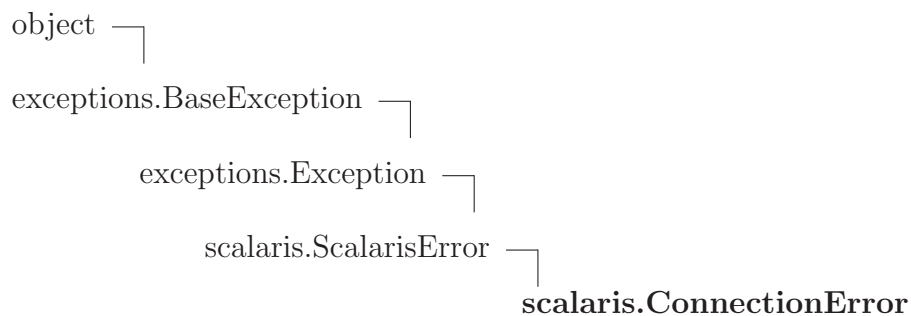 object
exceptions.BaseException
exceptions.Exception
scalaris.ScalarisError
scalaris.ConnectionError